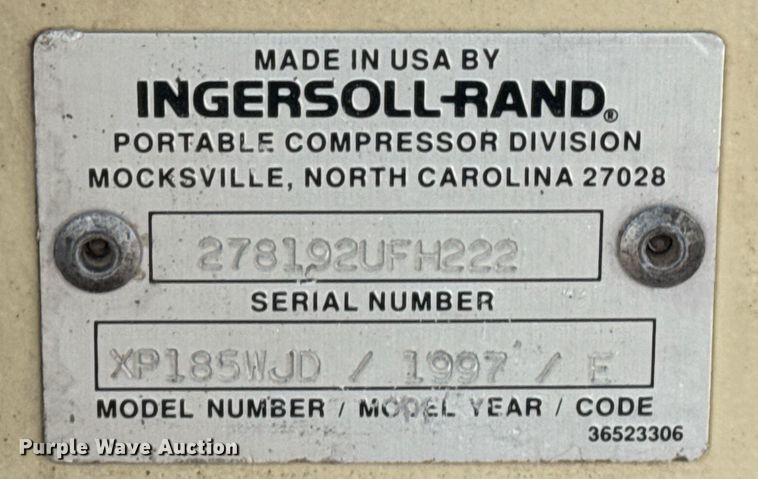 MADE IN USA BY
INGERSOLL-RAND®
PORTABLE COMPRESSOR DIVISION
MOCKSVILLE, NORTH CAROLINA 27028
278192UFH222
SERIAL NUMBER
XP185WJD / 1997 / E
MODEL NUMBER / MODEL YEAR / CODE
36523306
Purple Wave Auction